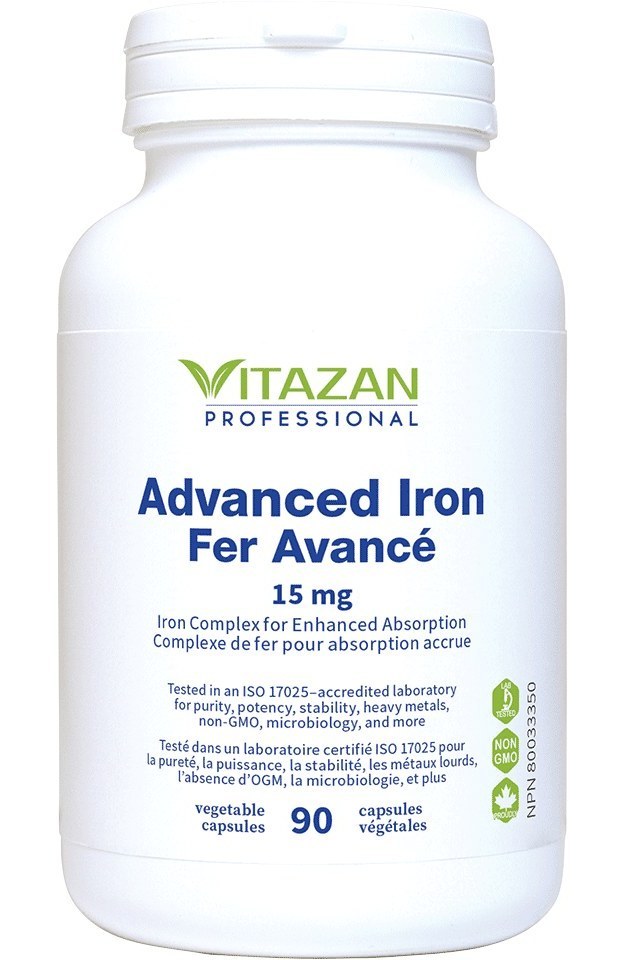 VITAZAN
PROFESSIONAL
Advanced Iron
Fer Avancé
15 mg
Iron Complex for Enhanced Absorption
Complexe de fer pour absorption accrue
Tested in an ISO 17025–accredited laboratory
for purity, potency, stability, heavy metals,
non-GMO, microbiology, and more
Testé dans un laboratoire certifié ISO 17025 pour
la pureté, la puissance, la stabilité, les métaux lourds,
l’absence d’OGM, la microbiologie, et plus
vegetable
capsules
90
capsules
végétales
LAB
TESTED
NON
GMO
NPN 80033350